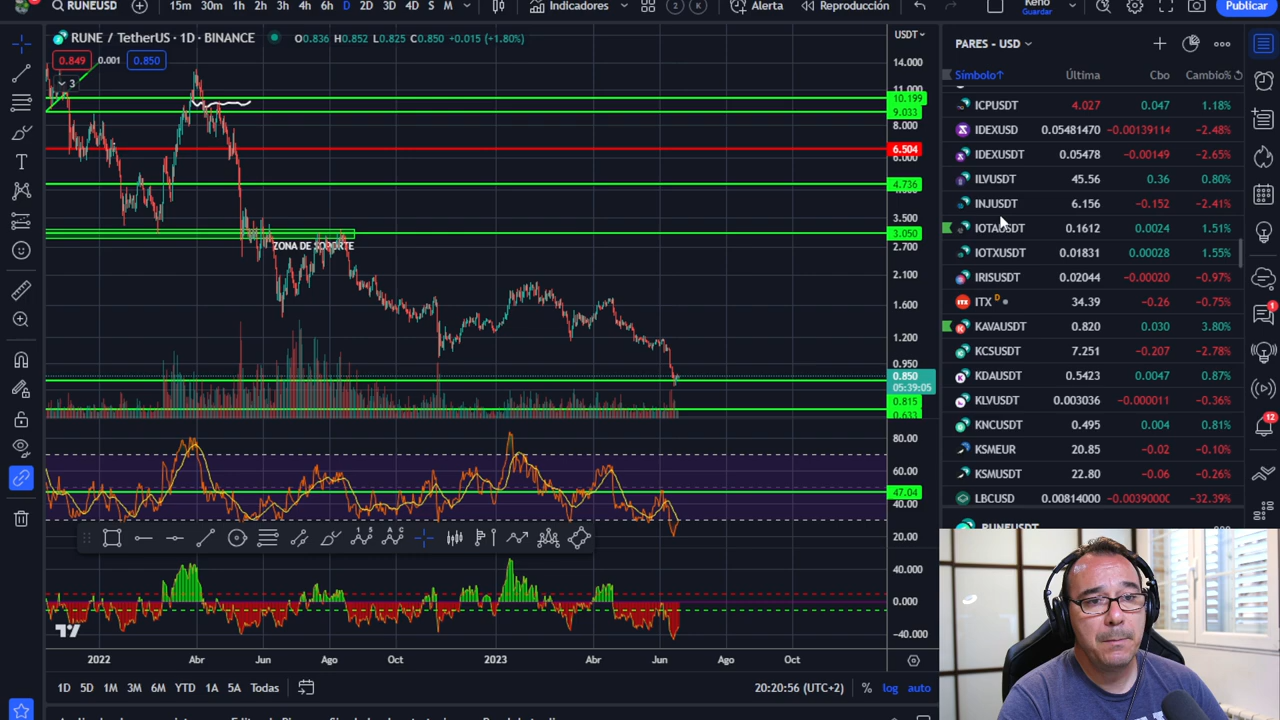 RUNEUSD 15m 30m 1h 2h 3h 4h 6h D 2D 3D 4D S M Indicadores 2 K Alerta Reproducción Keno Guardar Publicar
RUNE / TetherUS · 1D · BINANCE O0.836 H0.852 L0.825 C0.850 +0.015 (+1.80%) USDT
0.849 0.001 0.850
3
14.000
11.000
10.199
9.033
8.000
6.504
6.000
4.736
3.500
3.050
2.700
2.100
1.600
1.200
0.950
0.850
05:39:05
0.815
0.633
ZONA DE SOPORTE
80.00
60.00
47.04
40.00
20.00
40.000
0.000
-40.000
2022 Abr Jun Ago Oct 2023 Abr Jun Ago Oct
1D 5D 1M 3M 6M YTD 1A 5A Todas 20:20:56 (UTC+2) % log auto
PARES - USD
Símbolo↑ Última Cbo Cambio%
ICPUSDT 4.027 0.047 1.18%
IDEXUSD 0.05481470 -0.00139114 -2.48%
IDEXUSDT 0.05478 -0.00149 -2.65%
ILVUSDT 45.56 0.36 0.80%
INJUSDT 6.156 -0.152 -2.41%
IOTAUSDT 0.1612 0.0024 1.51%
IOTXUSDT 0.01831 0.00028 1.55%
IRISUSDT 0.02044 -0.00020 -0.97%
ITX D 34.39 -0.26 -0.75%
KAVAUSDT 0.820 0.030 3.80%
KCSUSDT 7.251 -0.207 -2.78%
KDAUSDT 0.5423 0.0047 0.87%
KLVUSDT 0.003036 -0.000011 -0.36%
KNCUSDT 0.495 0.004 0.81%
KSMEUR 20.85 -0.02 -0.10%
KSMUSDT 22.80 -0.06 -0.26%
LBCUSD 0.00814000 -0.0039000 -32.39%
RUNEUSDT
1
12